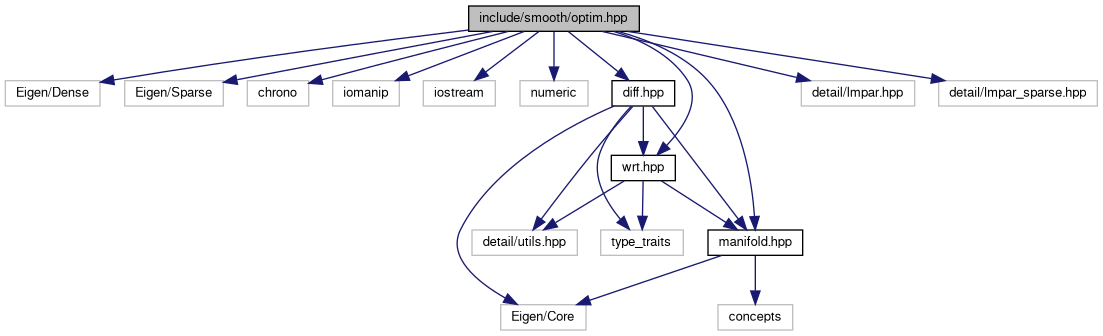 include/smooth/optim.hpp
Eigen/Dense
Eigen/Sparse
chrono
iomanip
iostream
numeric
diff.hpp
detail/lmpar.hpp
detail/lmpar_sparse.hpp
wrt.hpp
detail/utils.hpp
type_traits
manifold.hpp
Eigen/Core
concepts